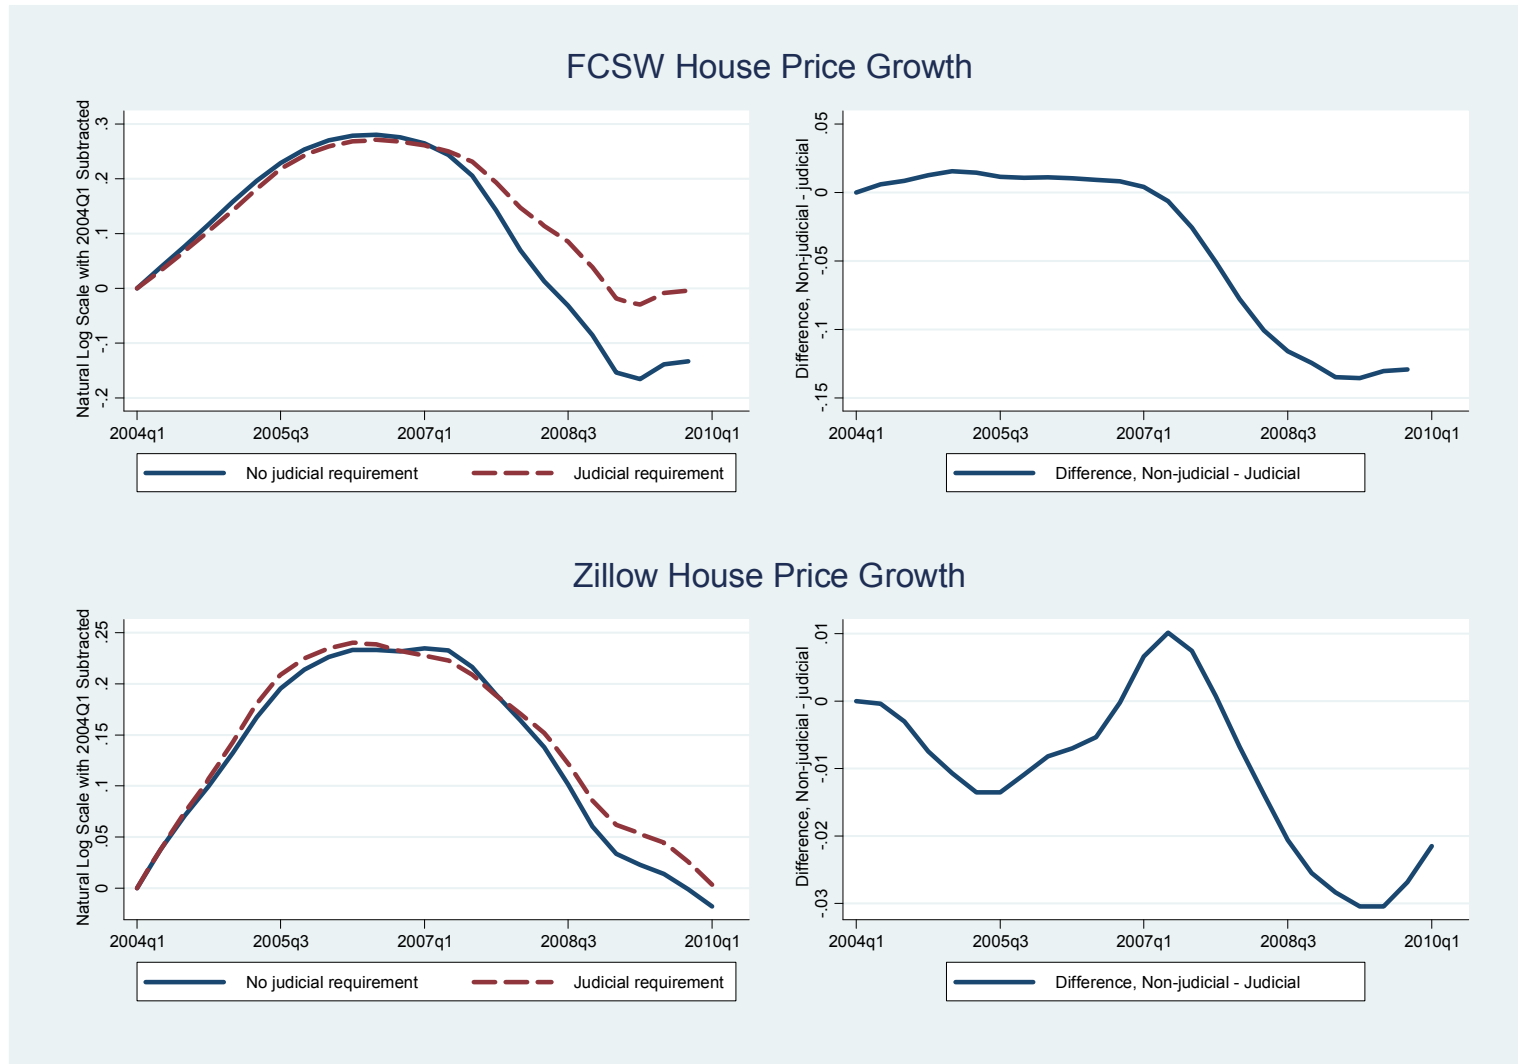 FCSW House Price Growth
Natural Log Scale with 2004Q1 Subtracted
.3
.2
.1
0
-.1
-.2
2004q1 2005q3 2007q1 2008q3 2010q1
No judicial requirement Judicial requirement
Difference, Non-judicial - judicial
.05
0
-.05
-.1
-.15
2004q1 2005q3 2007q1 2008q3 2010q1
Difference, Non-judicial - Judicial
Zillow House Price Growth
Natural Log Scale with 2004Q1 Subtracted
.25
.2
.15
.1
.05
0
2004q1 2005q3 2007q1 2008q3 2010q1
No judicial requirement Judicial requirement
Difference, Non-judicial - judicial
.01
0
-.01
-.02
-.03
2004q1 2005q3 2007q1 2008q3 2010q1
Difference, Non-judicial - Judicial